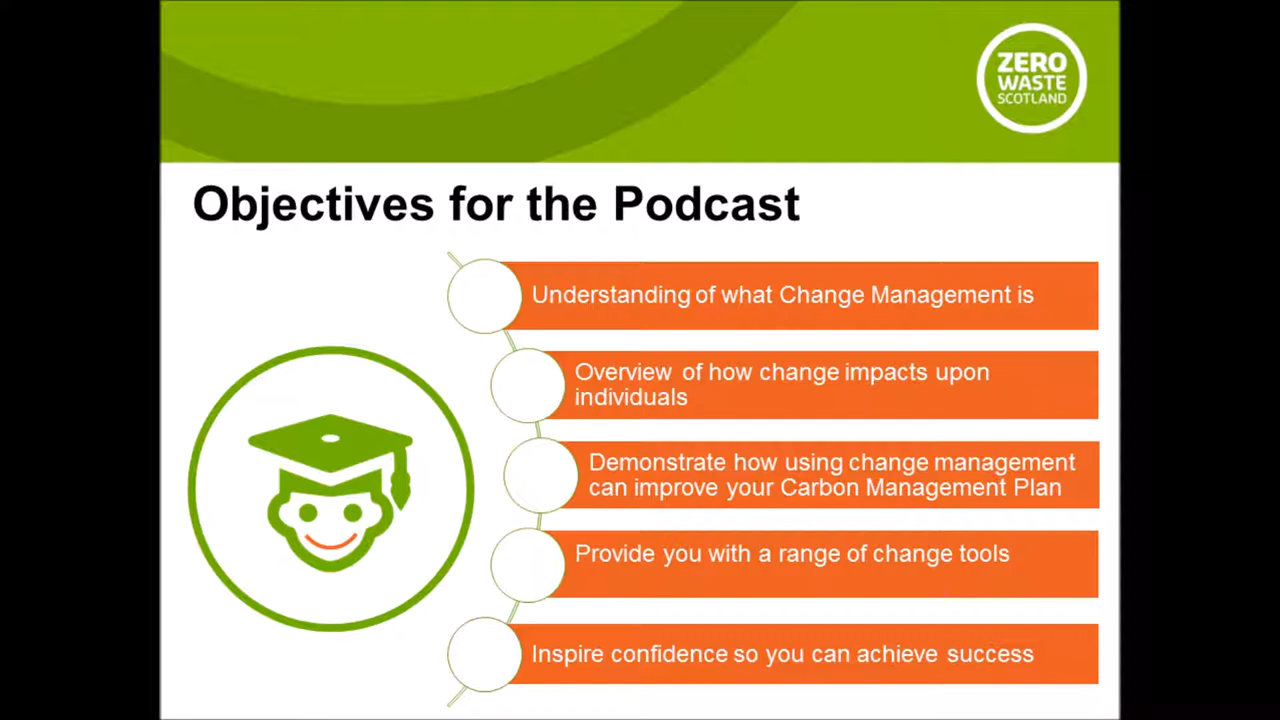 ZERO
WASTE
SCOTLAND
Objectives for the Podcast
Understanding of what Change Management is
Overview of how change impacts upon
individuals
Demonstrate how using change management
can improve your Carbon Management Plan
Provide you with a range of change tools
Inspire confidence so you can achieve success